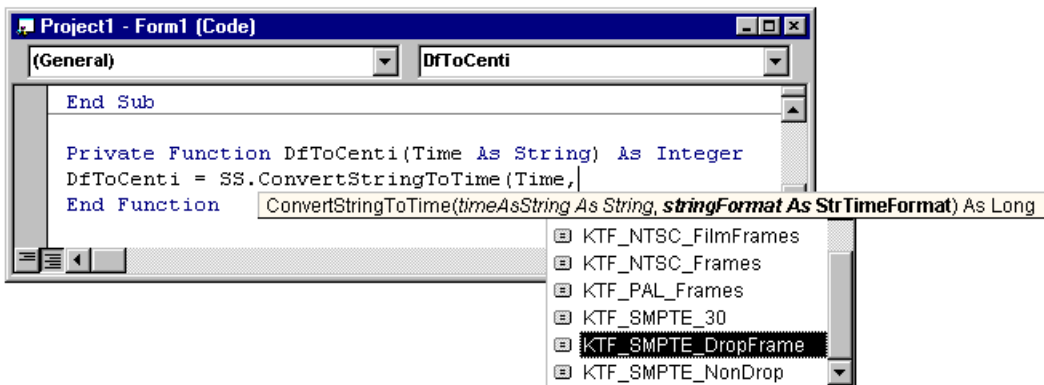 Project1 - Form1 (Code)
(General) DfToCenti
End Sub
Private Function DfToCenti(Time As String) As Integer
DfToCenti = SS.ConvertStringToTime(Time,
End Function
ConvertStringToTime(timeAsString As String, stringFormat As StrTimeFormat) As Long
KTF_NTSC_FilmFrames
KTF_NTSC_Frames
KTF_PAL_Frames
KTF_SMPTE_30
KTF_SMPTE_DropFrame
KTF_SMPTE_NonDrop